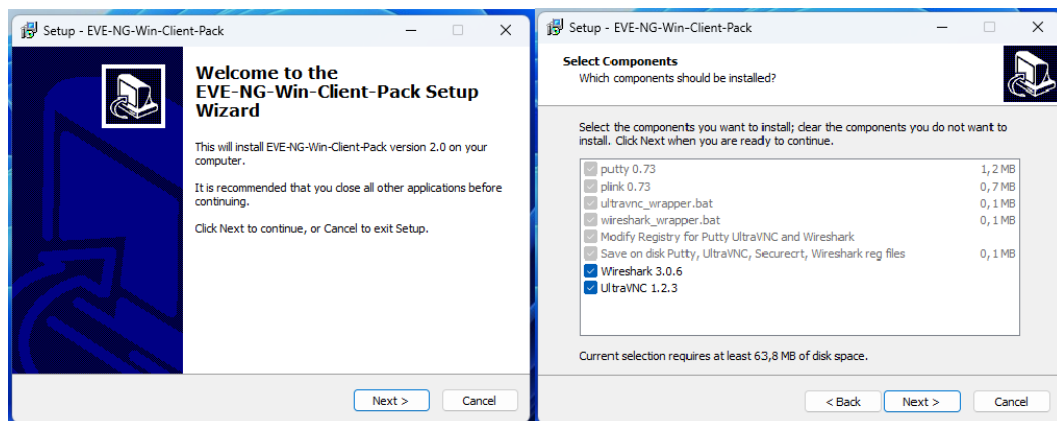 Setup - EVE-NG-Win-Client-Pack
Welcome to the
EVE-NG-Win-Client-Pack Setup
Wizard
This will install EVE-NG-Win-Client-Pack version 2.0 on your
computer.
It is recommended that you close all other applications before
continuing.
Click Next to continue, or Cancel to exit Setup.
Next >
Cancel
Setup - EVE-NG-Win-Client-Pack
Select Components
Which components should be installed?
Select the components you want to install; clear the components you do not want to
install. Click Next when you are ready to continue.
putty 0.73 1,2 MB
plink 0.73 0,7 MB
ultravnc_wrapper.bat 0,1 MB
wireshark_wrapper.bat 0,1 MB
Modify Registry for Putty UltraVNC and Wireshark
Save on disk Putty, UltraVNC, Securecrt, Wireshark reg files 0,1 MB
Wireshark 3.0.6
UltraVNC 1.2.3
Current selection requires at least 63,8 MB of disk space.
< Back
Next >
Cancel